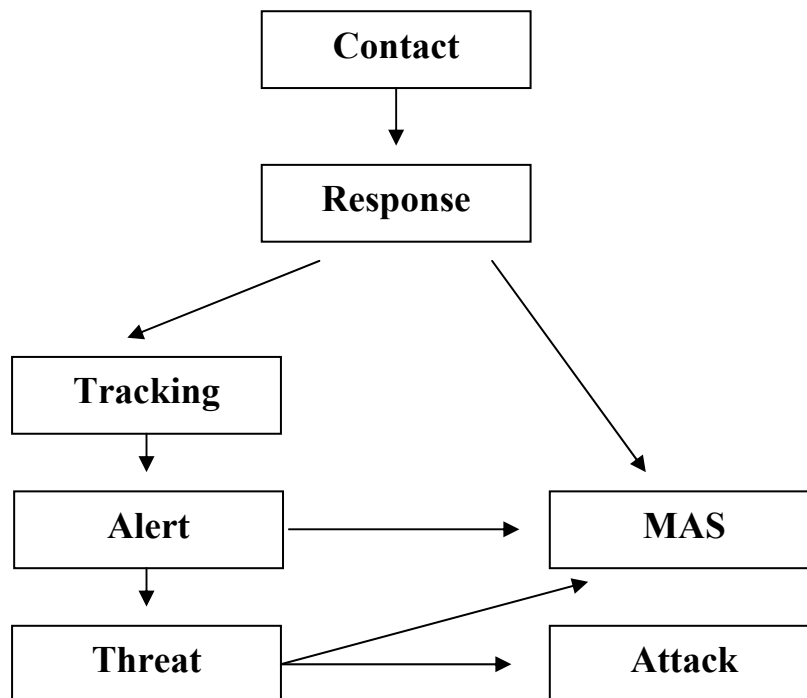 Contact
Response
Tracking
Alert
MAS
Threat
Attack